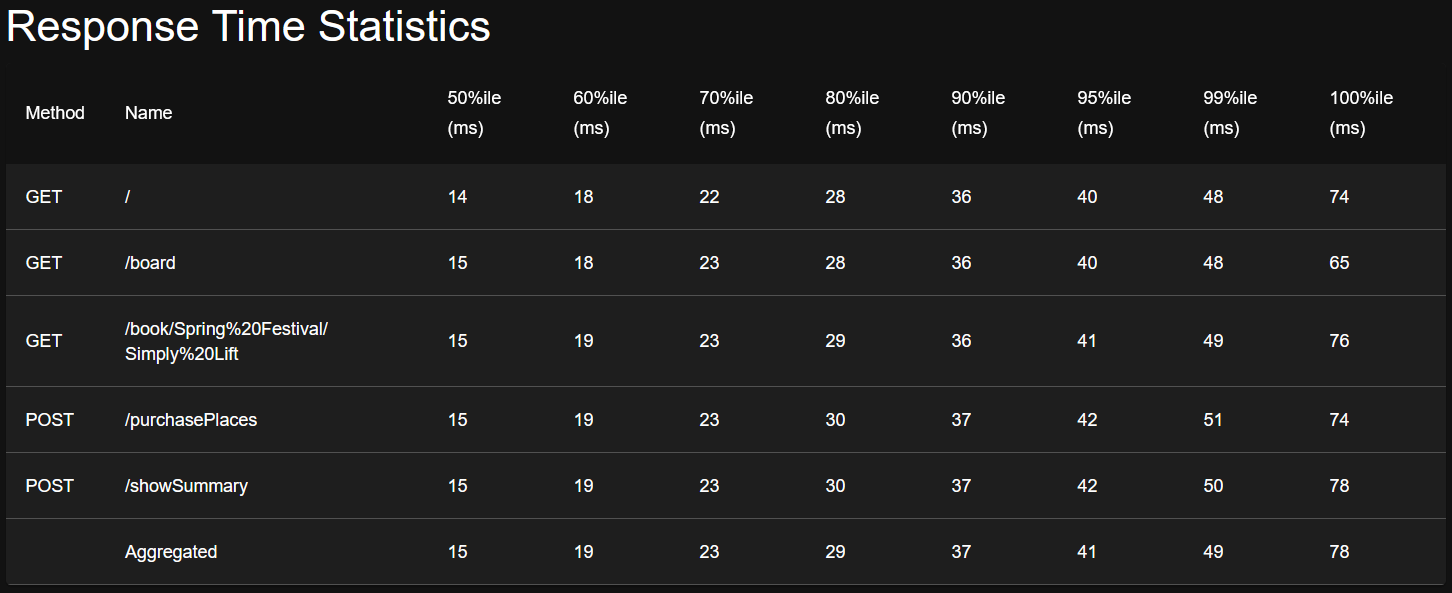 Response Time Statistics
Method Name 50%ile (ms) 60%ile (ms) 70%ile (ms) 80%ile (ms) 90%ile (ms) 95%ile (ms) 99%ile (ms) 100%ile (ms)
GET / 14 18 22 28 36 40 48 74
GET /board 15 18 23 28 36 40 48 65
GET /book/Spring%20Festival/
Simply%20Lift 15 19 23 29 36 41 49 76
POST /purchasePlaces 15 19 23 30 37 42 51 74
POST /showSummary 15 19 23 30 37 42 50 78
Aggregated 15 19 23 29 37 41 49 78